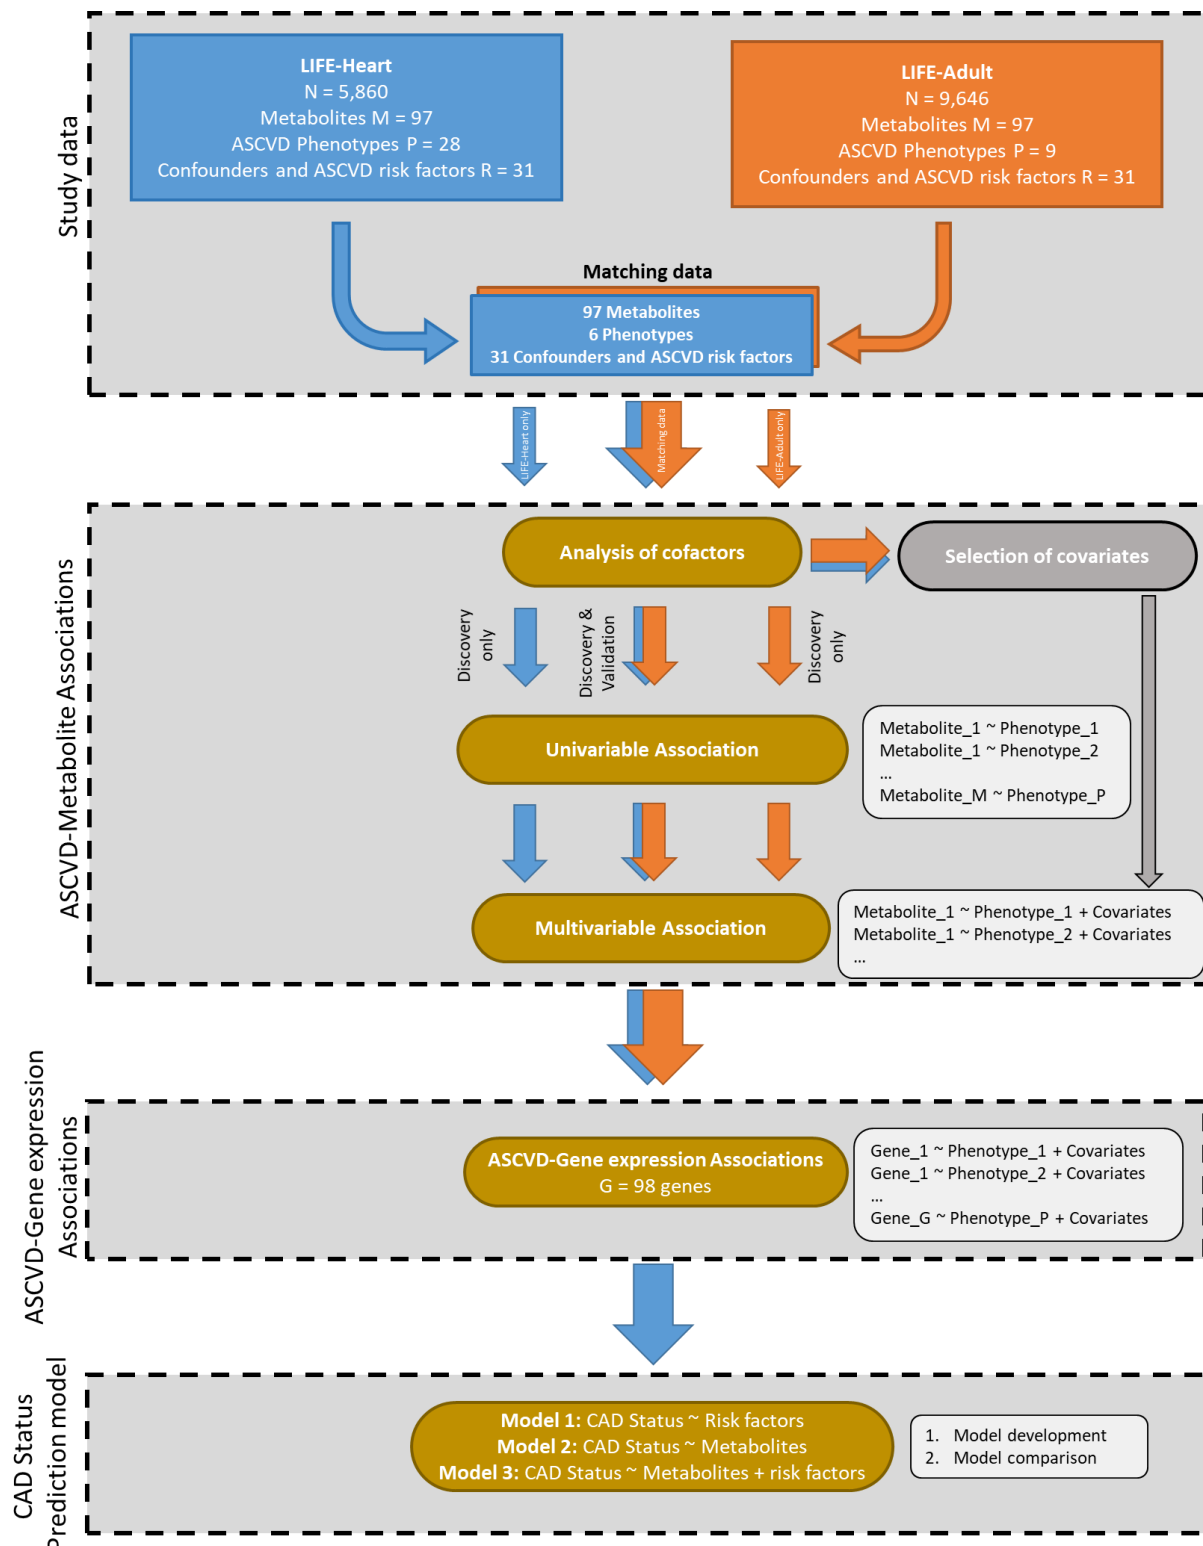 Study data
LIFE-Heart
N = 5,860
Metabolites M = 97
ASCVD Phenotypes P = 28
Confounders and ASCVD risk factors R = 31
LIFE-Adult
N = 9,646
Metabolites M = 97
ASCVD Phenotypes P = 9
Confounders and ASCVD risk factors R = 31
Matching data
97 Metabolites
6 Phenotypes
31 Confounders and ASCVD risk factors
LIFE-Heart only
Matching data
LIFE-Adult only
ASCVD-Metabolite Associations
Analysis of cofactors
Selection of covariates
Discovery
only
Discovery &
Validation
Discovery
only
Univariable Association
Metabolite_1 ~ Phenotype_1
Metabolite_1 ~ Phenotype_2
...
Metabolite_M ~ Phenotype_P
Multivariable Association
Metabolite_1 ~ Phenotype_1 + Covariates
Metabolite_1 ~ Phenotype_2 + Covariates
...
ASCVD-Gene expression
Associations
ASCVD-Gene expression Associations
G = 98 genes
Gene_1 ~ Phenotype_1 + Covariates
Gene_1 ~ Phenotype_2 + Covariates
...
Gene_G ~ Phenotype_P + Covariates
CAD Status
Prediction model
Model 1: CAD Status ~ Risk factors
Model 2: CAD Status ~ Metabolites
Model 3: CAD Status ~ Metabolites + risk factors
1. Model development
2. Model comparison